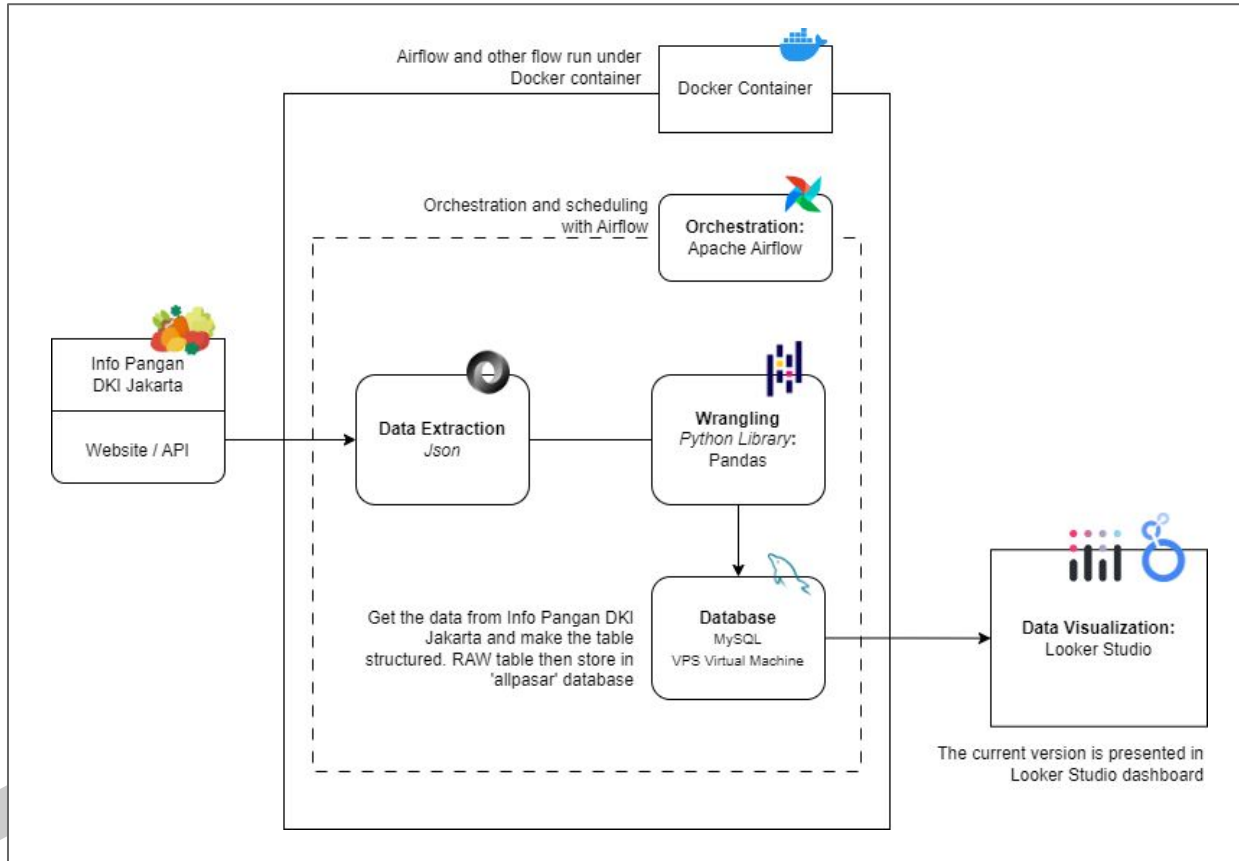 Airflow and other flow run under
Docker container
Docker Container
Orchestration and scheduling
with Airflow
Orchestration:
Apache Airflow
Info Pangan
DKI Jakarta
Website / API
Data Extraction
Json
Wrangling
Python Library:
Pandas
Get the data from Info Pangan DKI
Jakarta and make the table
structured. RAW table then store in
'allpasar' database
Database
MySQL
VPS Virtual Machine
Data Visualization:
Looker Studio
The current version is presented in
Looker Studio dashboard